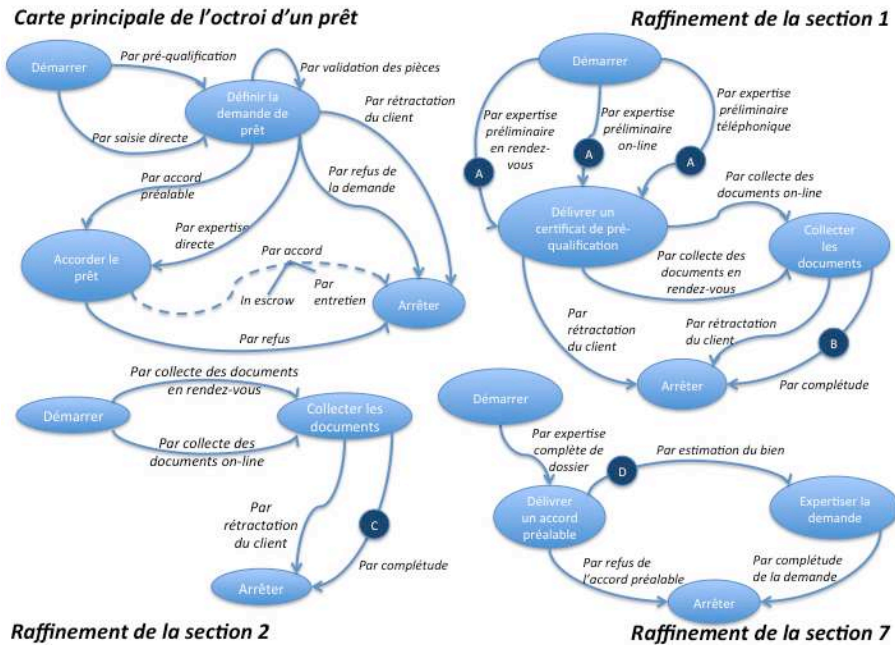 Carte principale de l'octroi d'un prêt
Démarrer
Par pré-qualification
Par validation des pièces
Définir la
demande de
prêt
Par rétractation
du client
Par saisie directe
Par accord
préalable
Par refus de
la demande
Par expertise
directe
Accorder le
prêt
Par accord
In escrow
Par
entretien
Arrêter
Par refus
Raffinement de la section 1
Démarrer
Par expertise
préliminaire
en rendez-
vous
Par expertise
préliminaire
on-line
Par expertise
préliminaire
téléphonique
A
A
A
Par collecte des
documents on-line
Délivrer un
certificat de pré-
qualification
Collecter
les
documents
Par collecte des
documents en
rendez-vous
Par
rétractation
du client
Par rétractation
du client
B
Arrêter
Par complétude
Par collecte des documents
en rendez-vous
Démarrer
Collecter les
documents
Par collecte des
documents on-line
Par
rétractation
du client
C
Par complétude
Arrêter
Raffinement de la section 2
Démarrer
Par expertise
complète de
dossier
D
Par estimation du bien
Délivrer
un accord
préalable
Expertiser la
demande
Par refus de
l'accord préalable
Par complétude
de la demande
Arrêter
Raffinement de la section 7